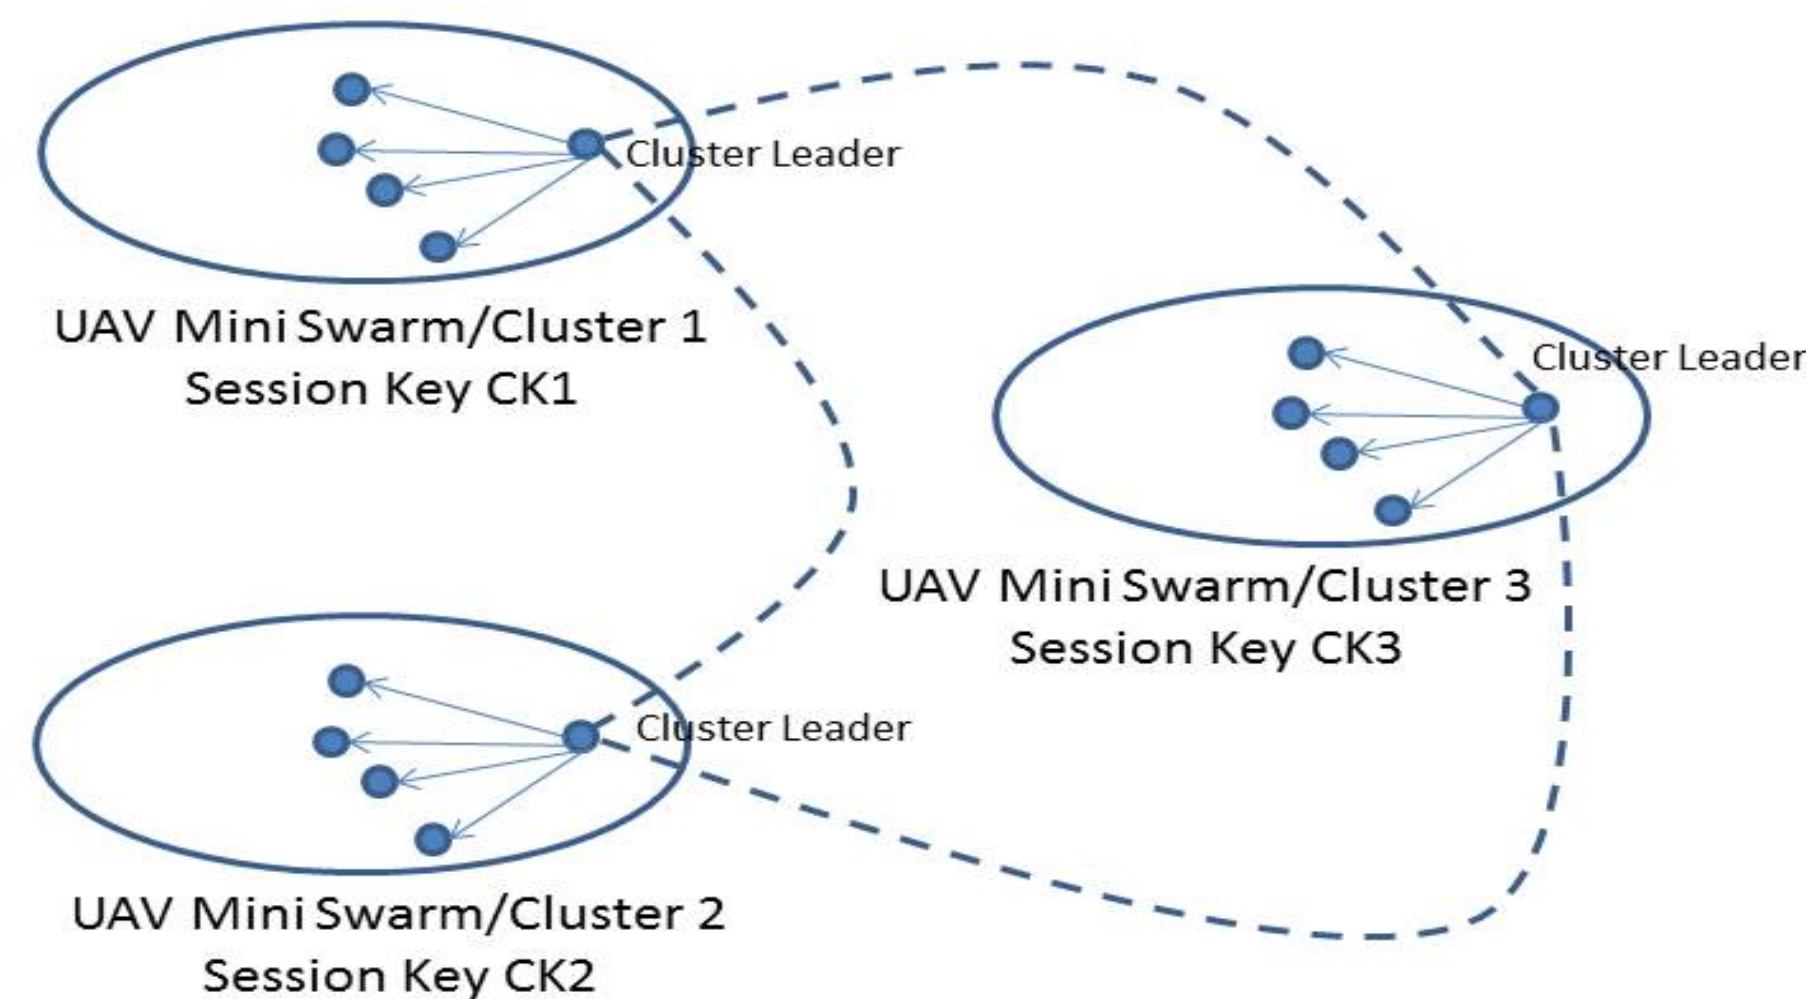 Cluster Leader
UAV Mini Swarm/Cluster 1
Session Key CK1
Cluster Leader
UAV Mini Swarm/Cluster 3
Session Key CK3
Cluster Leader
UAV Mini Swarm/Cluster 2
Session Key CK2